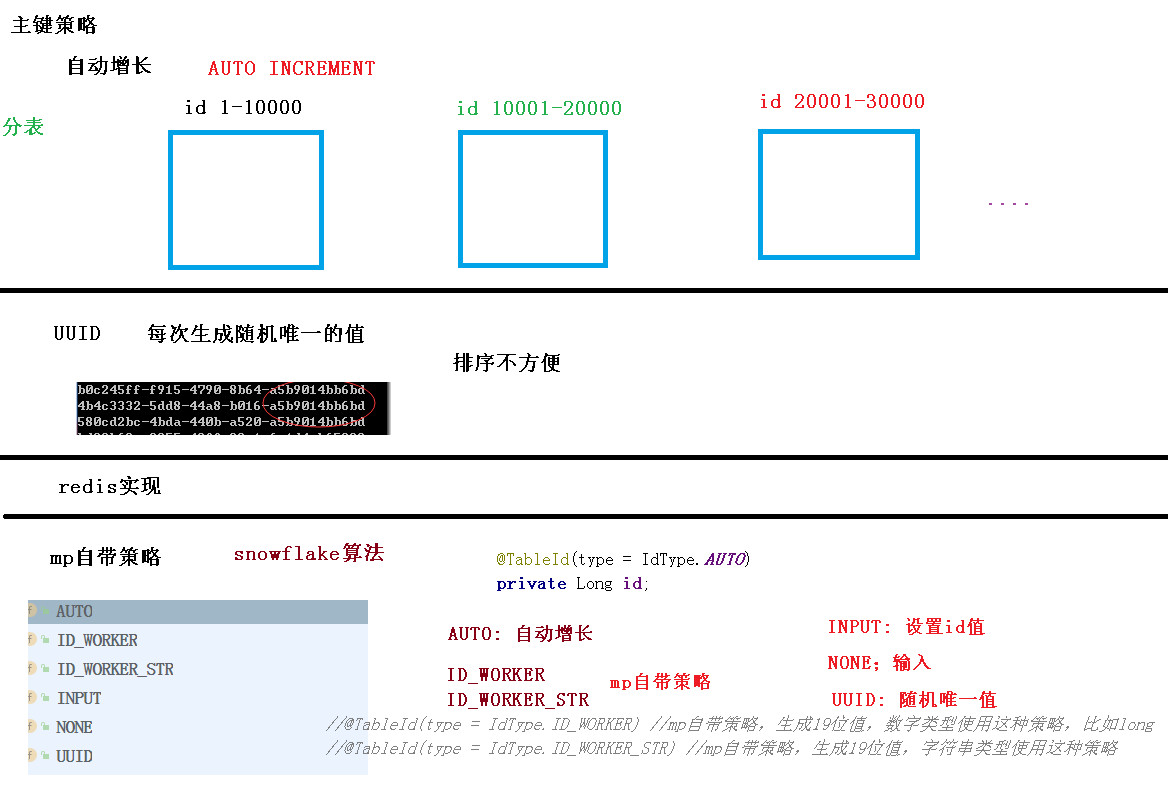 主键策略
自动增长 AUTO INCREMENT
id 1-10000 id 10001-20000 id 20001-30000
分表
....
UUID 每次生成随机唯一的值
排序不方便
b0c245ff-f915-4790-8b64-a5b9014bb6bd
4b4c3332-5dd8-44a8-b016-a5b9014bb6bd
580cd2bc-4bda-440b-a520-a5b9014bb6bd
redis实现
mp自带策略 snowflake算法
@TableId(type = IdType.AUTO)
private Long id;
AUTO
ID_WORKER
ID_WORKER_STR
INPUT
NONE
UUID
AUTO: 自动增长
ID_WORKER
ID_WORKER_STR
mp自带策略
INPUT: 设置id值
NONE; 输入
UUID: 随机唯一值
//@TableId(type = IdType.ID_WORKER) //mp自带策略，生成19位值，数字类型使用这种策略，比如long
//@TableId(type = IdType.ID_WORKER_STR) //mp自带策略，生成19位值，字符串类型使用这种策略